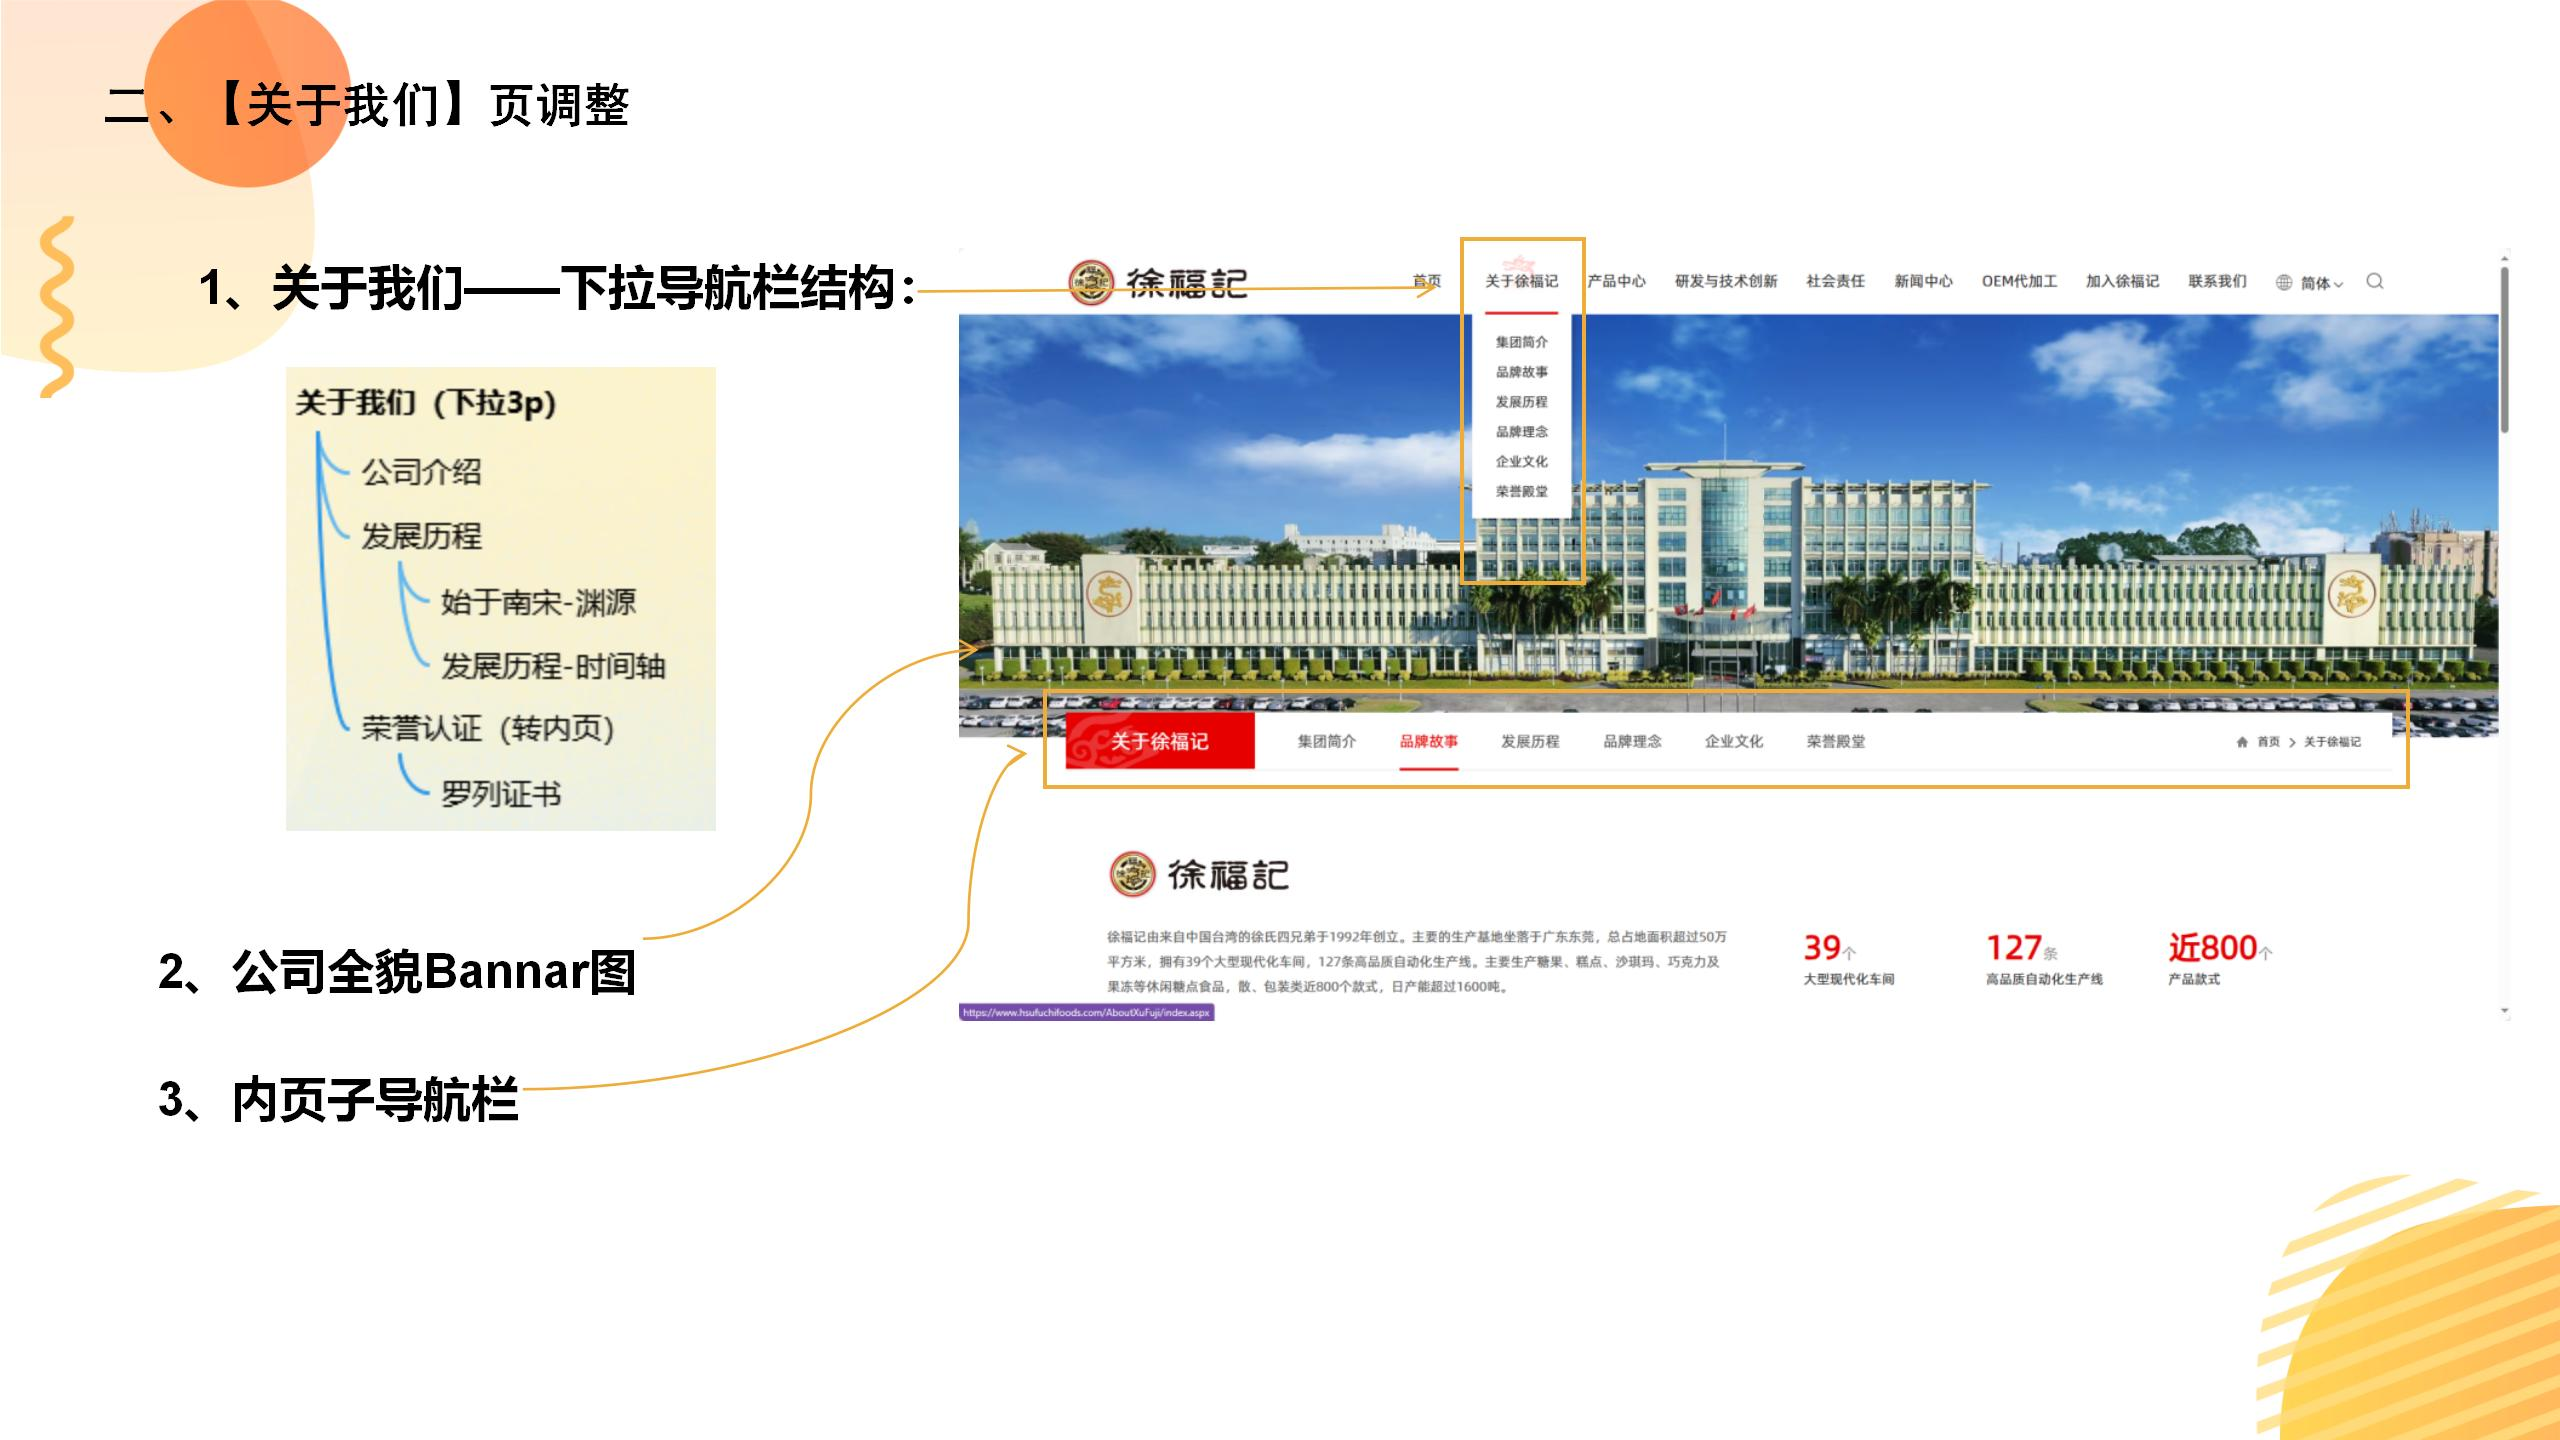 二、【关于我们】页调整
1、关于我们——下拉导航栏结构：
关于我们（下拉3p）
公司介绍
发展历程
始于南宋-渊源
发展历程-时间轴
荣誉认证（转内页）
罗列证书
2、公司全貌Bannar图
3、内页子导航栏
徐福記
首页 关于徐福记 产品中心 研发与技术创新 社会责任 新闻中心 OEM代加工 加入徐福记 联系我们 简体
集团简介
品牌故事
发展历程
品牌理念
企业文化
荣誉殿堂
关于徐福记 集团简介 品牌故事 发展历程 品牌理念 企业文化 荣誉殿堂 首页 > 关于徐福记
徐福記
徐福记由来自中国台湾的徐氏四兄弟于1992年创立。主要的生产基地坐落于广东东莞，总占地面积超过50万
平方米，拥有39个大型现代化车间，127条高品质自动化生产线。主要生产糖果、糕点、沙琪玛、巧克力及
果冻等休闲糖点食品，散、包装类近800个款式，日产能超过1600吨。
39个 127条 近800个
大型现代化车间 高品质自动化生产线 产品款式
https://www.hsufuchifoods.com/AboutXuFuji/index.aspx